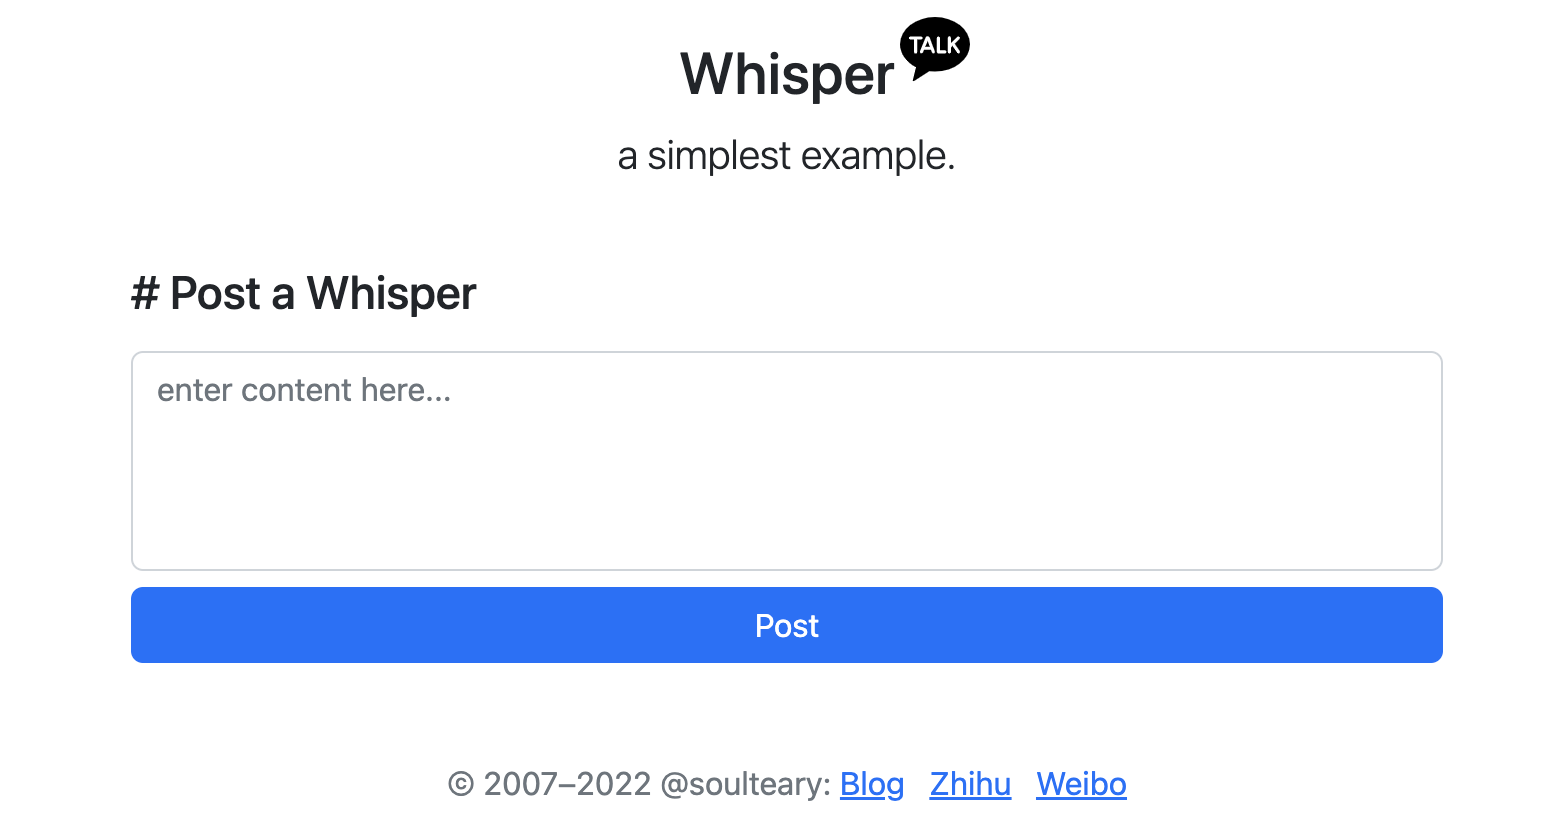 Whisper TALK
a simplest example.
# Post a Whisper
enter content here...
Post
© 2007–2022 @soulteary: Blog Zhihu Weibo